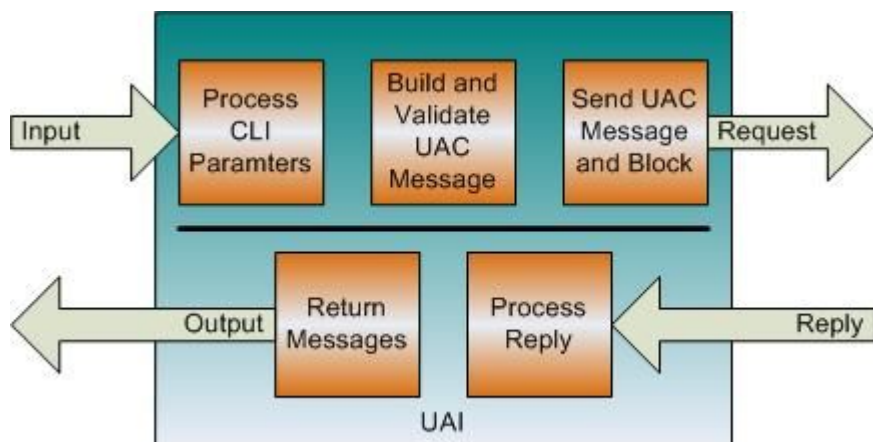 Input
Process
CLI
Paramters
Build and
Validate
UAC
Message
Send UAC
Message
and Block
Request
Output
Return
Messages
Process
Reply
Reply
UAI